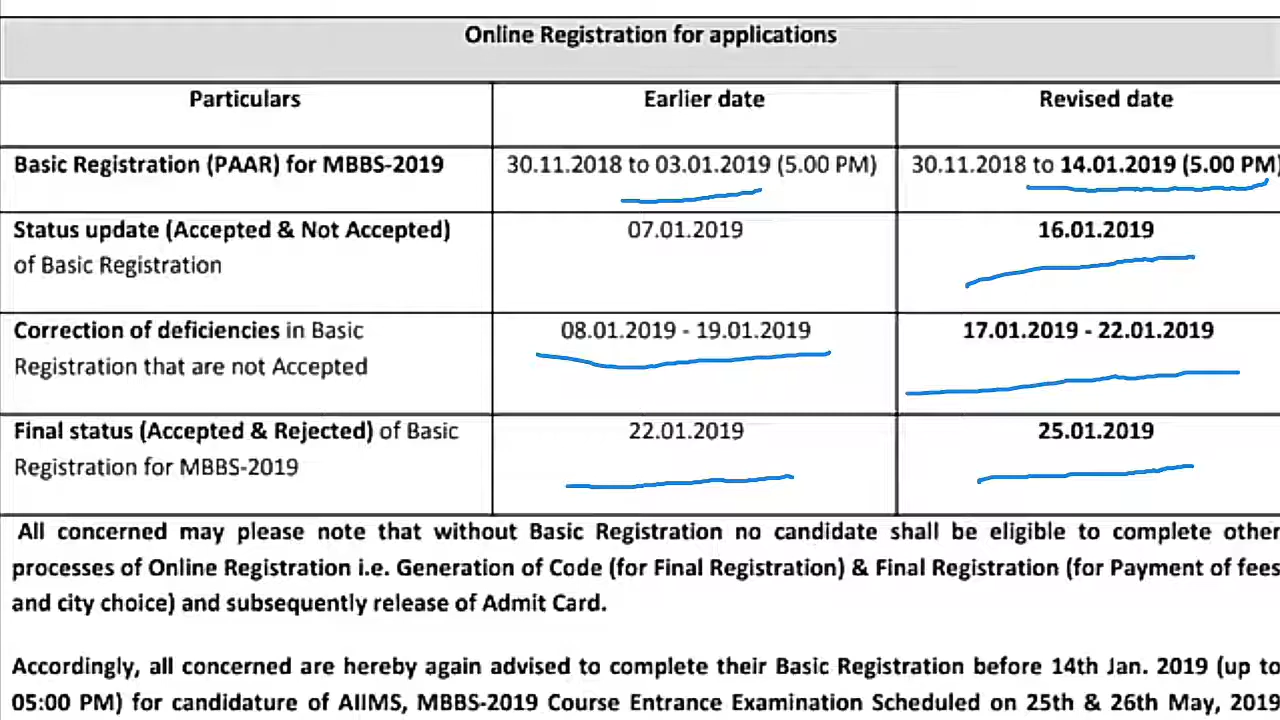 Online Registration for applications
Particulars Earlier date Revised date
Basic Registration (PAAR) for MBBS-2019 30.11.2018 to 03.01.2019 (5.00 PM) 30.11.2018 to 14.01.2019 (5.00 PM)
Status update (Accepted & Not Accepted) 07.01.2019 16.01.2019
of Basic Registration
Correction of deficiencies in Basic 08.01.2019 - 19.01.2019 17.01.2019 - 22.01.2019
Registration that are not Accepted
Final status (Accepted & Rejected) of Basic 22.01.2019 25.01.2019
Registration for MBBS-2019
All concerned may please note that without Basic Registration no candidate shall be eligible to complete other
processes of Online Registration i.e. Generation of Code (for Final Registration) & Final Registration (for Payment of fees
and city choice) and subsequently release of Admit Card.
Accordingly, all concerned are hereby again advised to complete their Basic Registration before 14th Jan. 2019 (up to
05:00 PM) for candidature of AIIMS, MBBS-2019 Course Entrance Examination Scheduled on 25th & 26th May, 2019